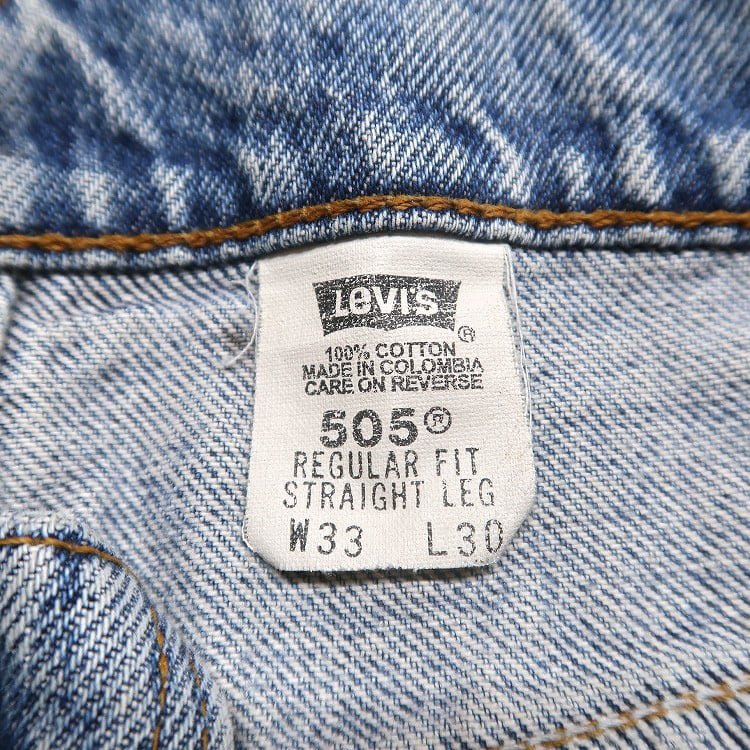 LEVI'S ®
100% COTTON
MADE IN COLOMBIA
CARE ON REVERSE
505®
REGULAR FIT
STRAIGHT LEG
W33 L30